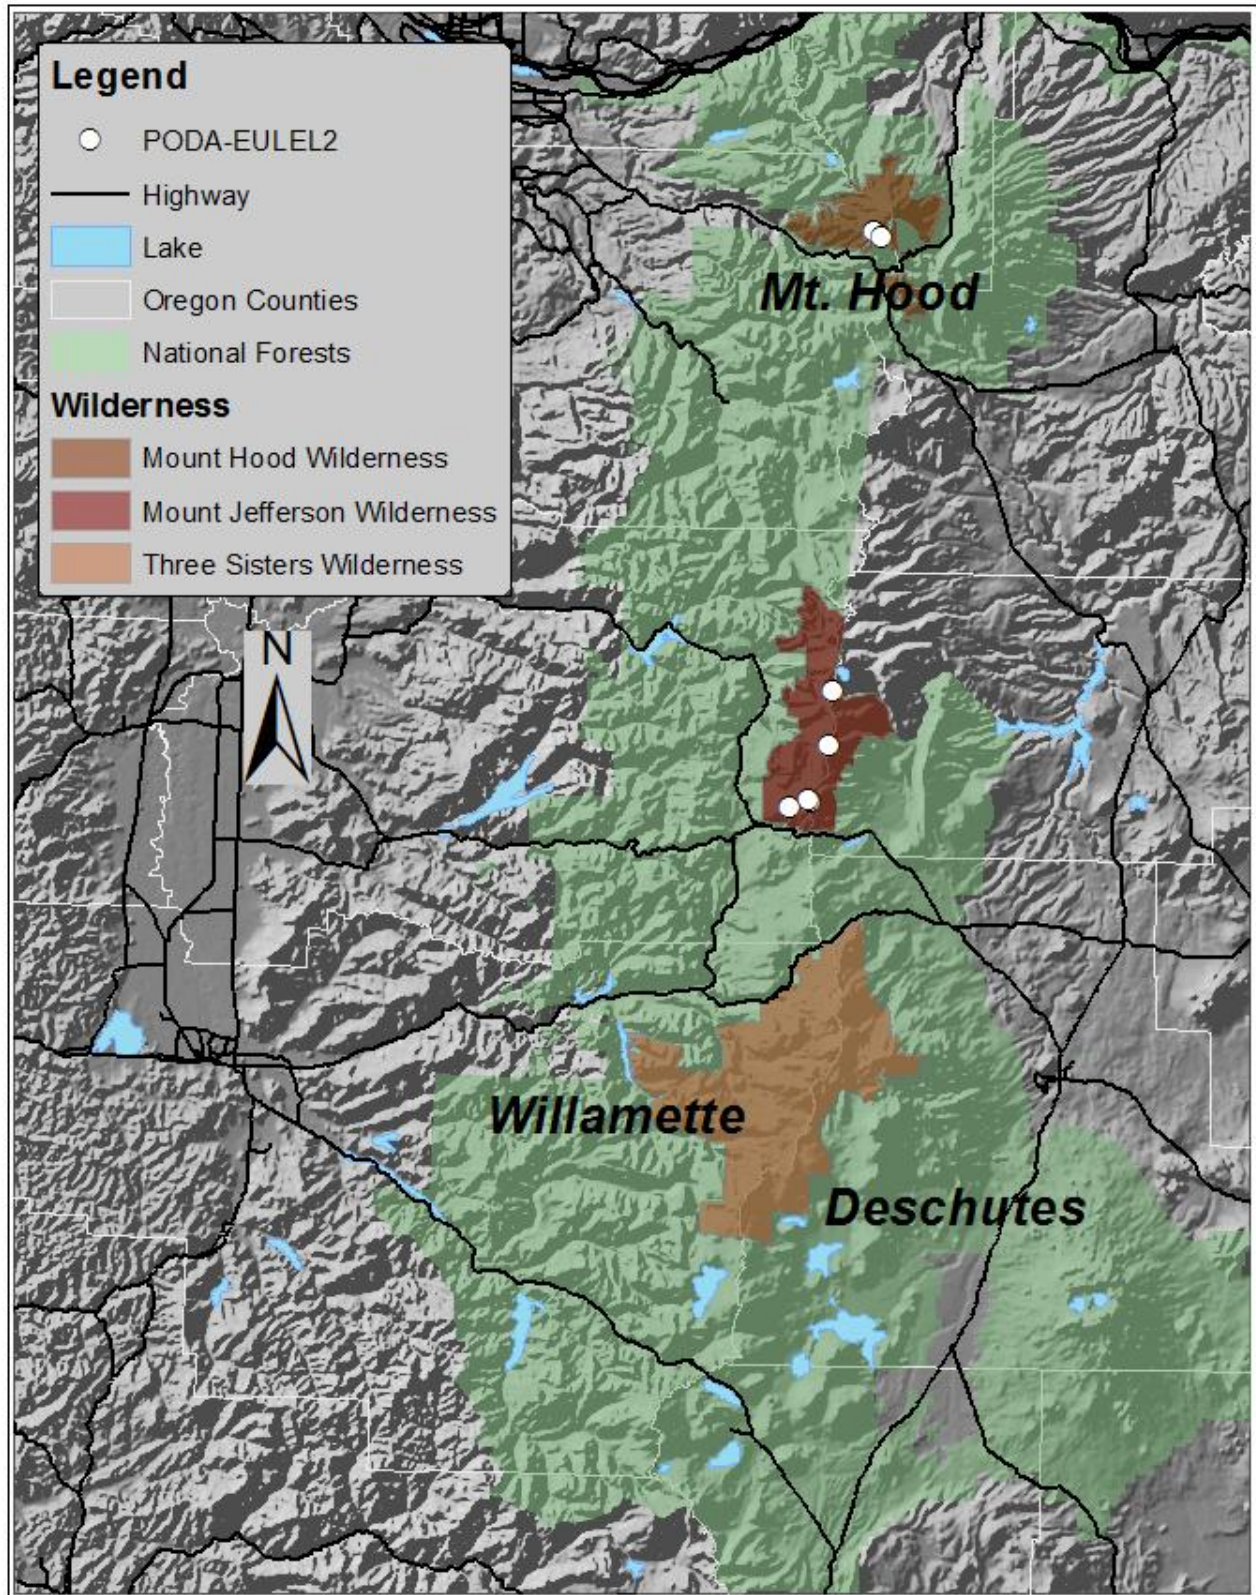 Legend
PODA-EULEL2
Highway
Lake
Oregon Counties
National Forests
Wilderness
Mount Hood Wilderness
Mount Jefferson Wilderness
Three Sisters Wilderness
Mt. Hood
N
Willamette
Deschutes